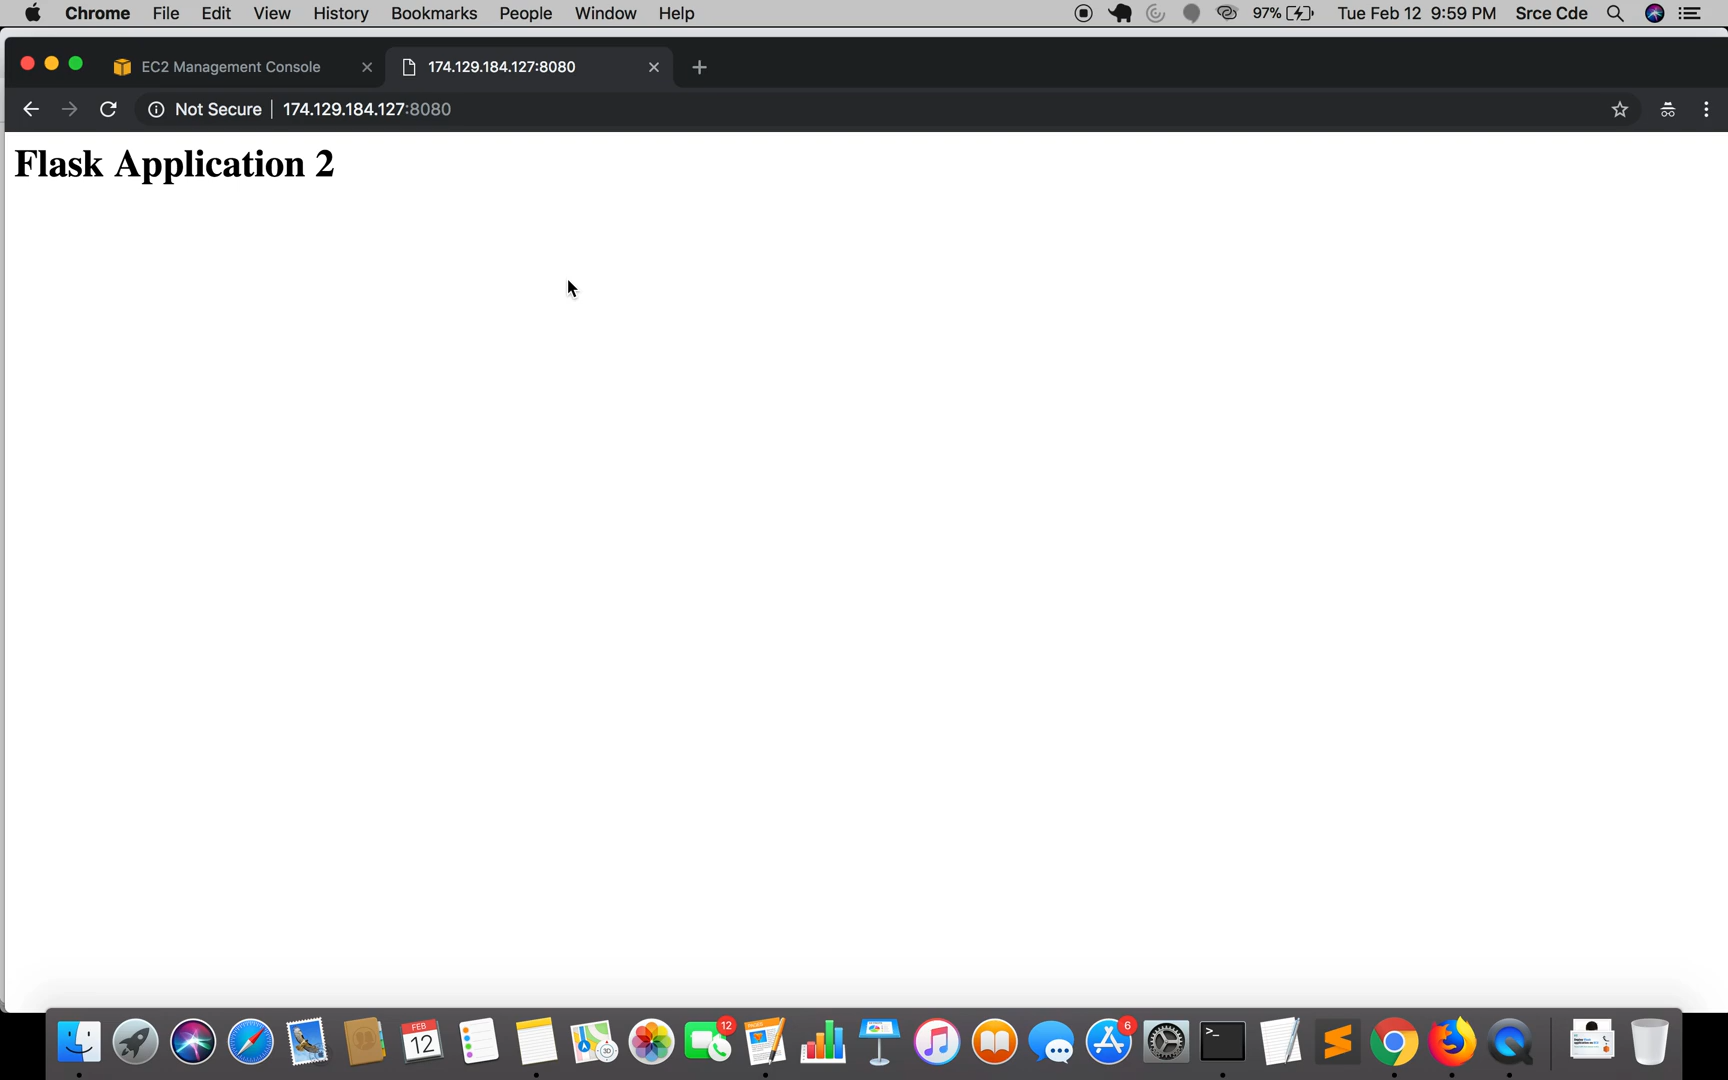 Chrome File Edit View History Bookmarks People Window Help 97% Tue Feb 12 9:59 PM Srce Cde
EC2 Management Console 174.129.184.127:8080
Not Secure 174.129.184.127:8080
Flask Application 2
FEB
12
3D
12
PAGES
6
>_